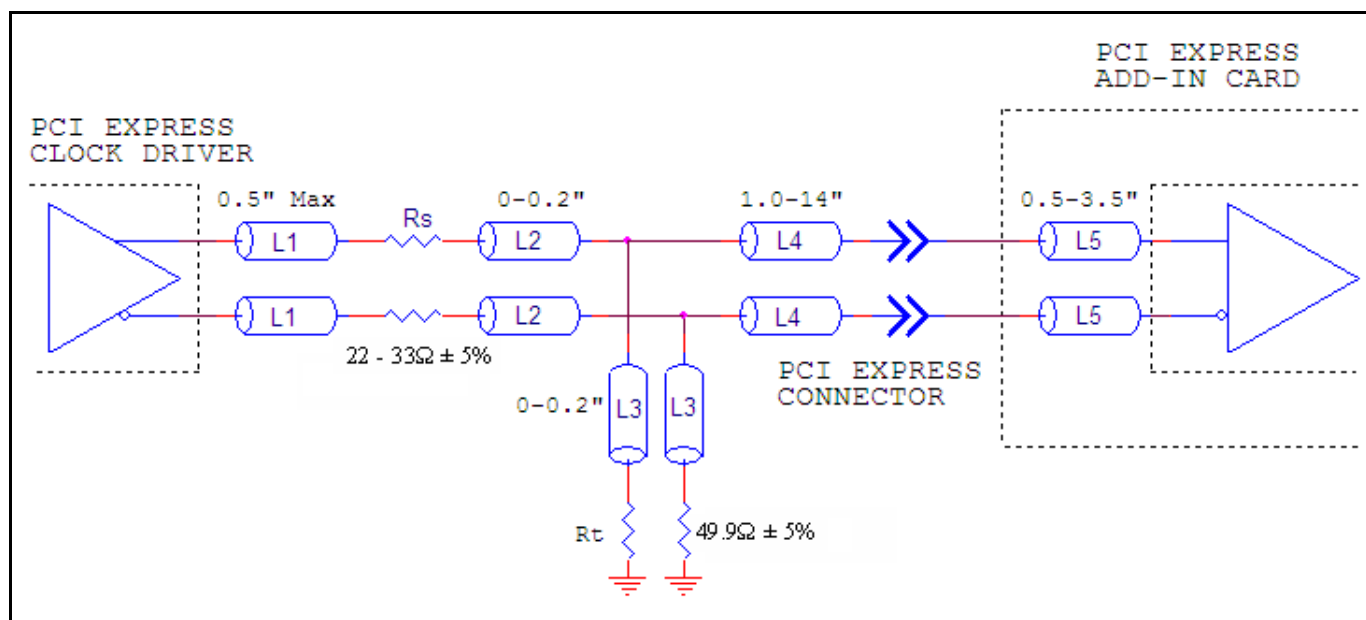 PCI EXPRESS
ADD-IN CARD
PCI EXPRESS
CLOCK DRIVER
0.5" Max
Rs
0-0.2"
1.0-14"
0.5-3.5"
L1
L2
L4
L5
L1
L2
L4
L5
22 - 33Ω ± 5%
PCI EXPRESS
CONNECTOR
0-0.2"
L3
L3
Rt
49.9Ω ± 5%